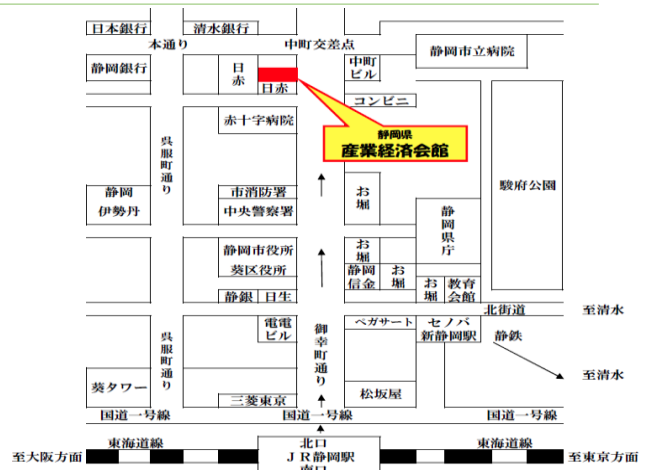 日本銀行
清水銀行
本通り
中町交差点
静岡市立病院
静岡銀行
日赤
日赤
中町ビル
コンビニ
赤十字病院
静岡県
産業経済会館
呉服町通り
駿府公園
静岡
伊勢丹
市消防署
中央警察署
お堀
静岡県庁
静岡市役所
葵区役所
お堀
静岡信金
お堀
お堀
教育会館
静銀
日生
北街道
至清水
電電ビル
御幸町通り
ペガサート
セノバ
新静岡駅
静鉄
呉服町通り
至清水
葵タワー
三菱東京
松坂屋
国道一号線
国道一号線
国道一号線
東海道線
北口
東海道線
至大阪方面
JR静岡駅
至東京方面
南口